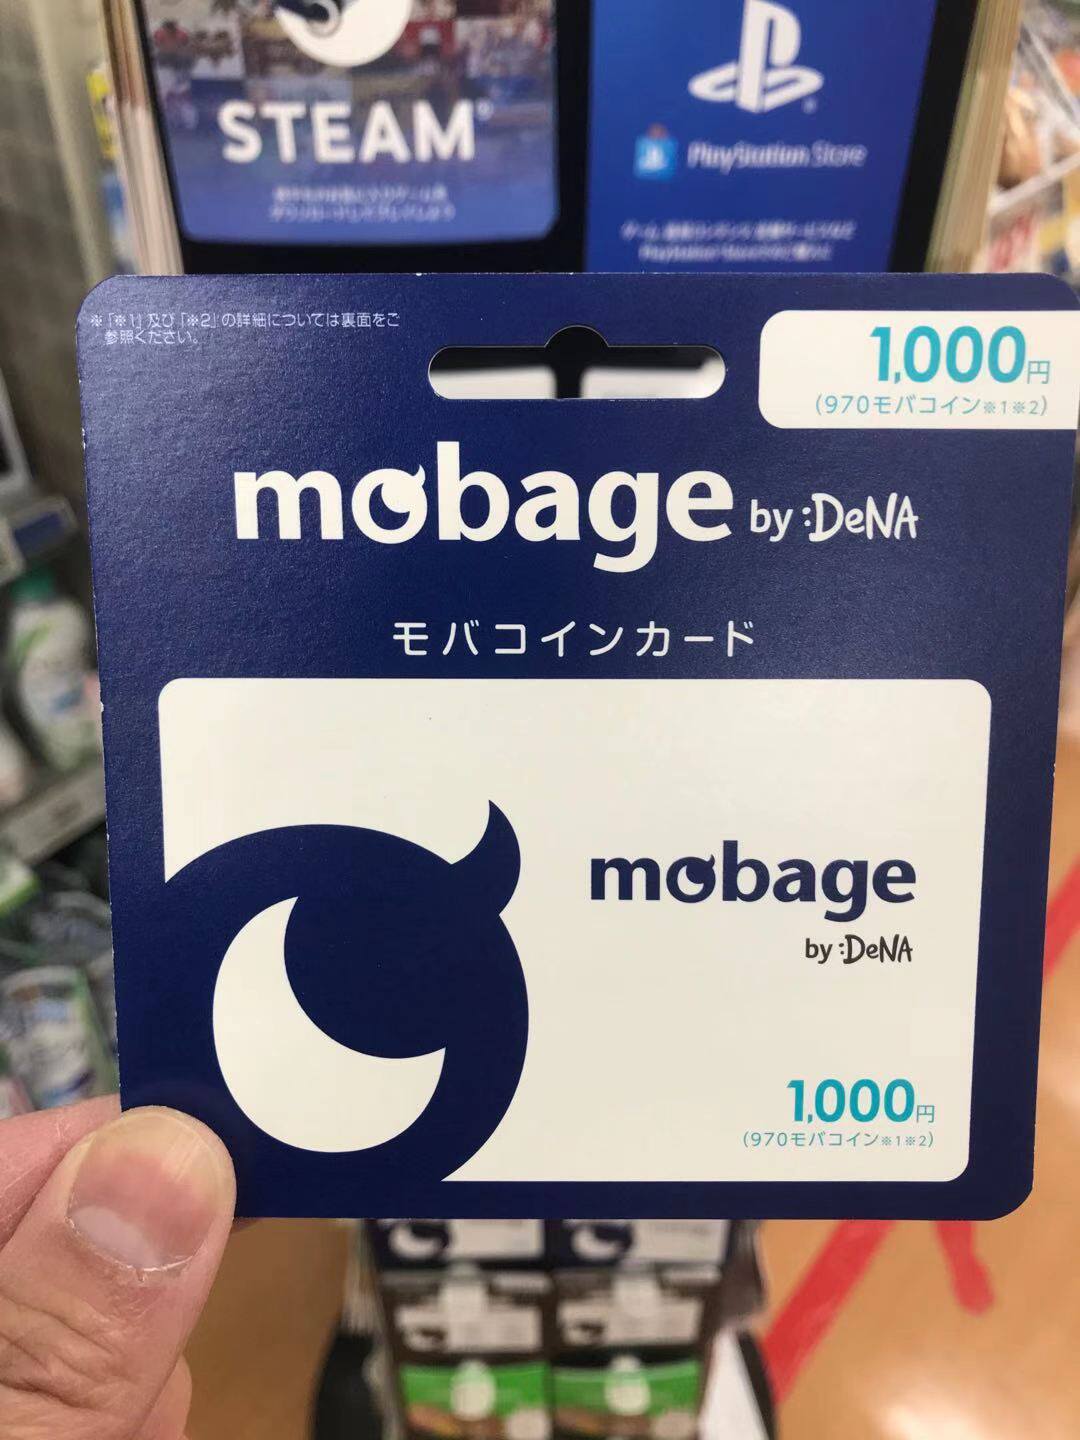 STEAM
PlayStation Store
※「※1」及び「※2」の詳細については裏面をご
参照ください。
1,000円
(970モバコイン※1※2)
mobage by :DeNA
モバコインカード
mobage
by :DeNA
1,000円
(970モバコイン※1※2)